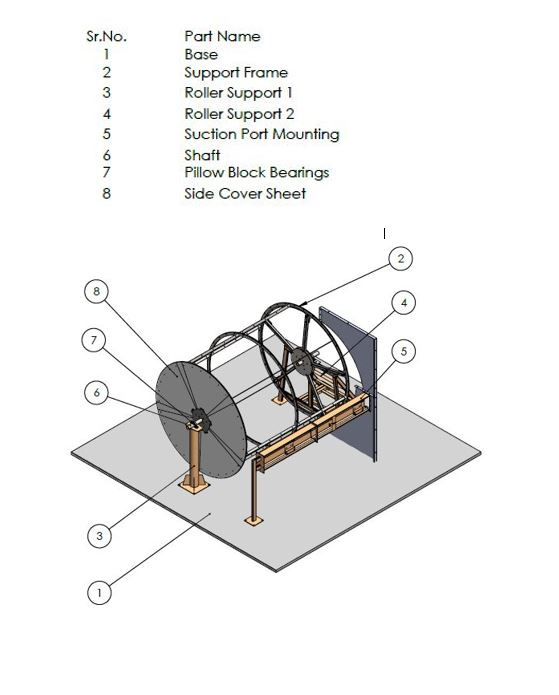 Sr.No. Part Name
1 Base
2 Support Frame
3 Roller Support 1
4 Roller Support 2
5 Suction Port Mounting
6 Shaft
7 Pillow Block Bearings
8 Side Cover Sheet
2
8
4
7
5
6
3
1